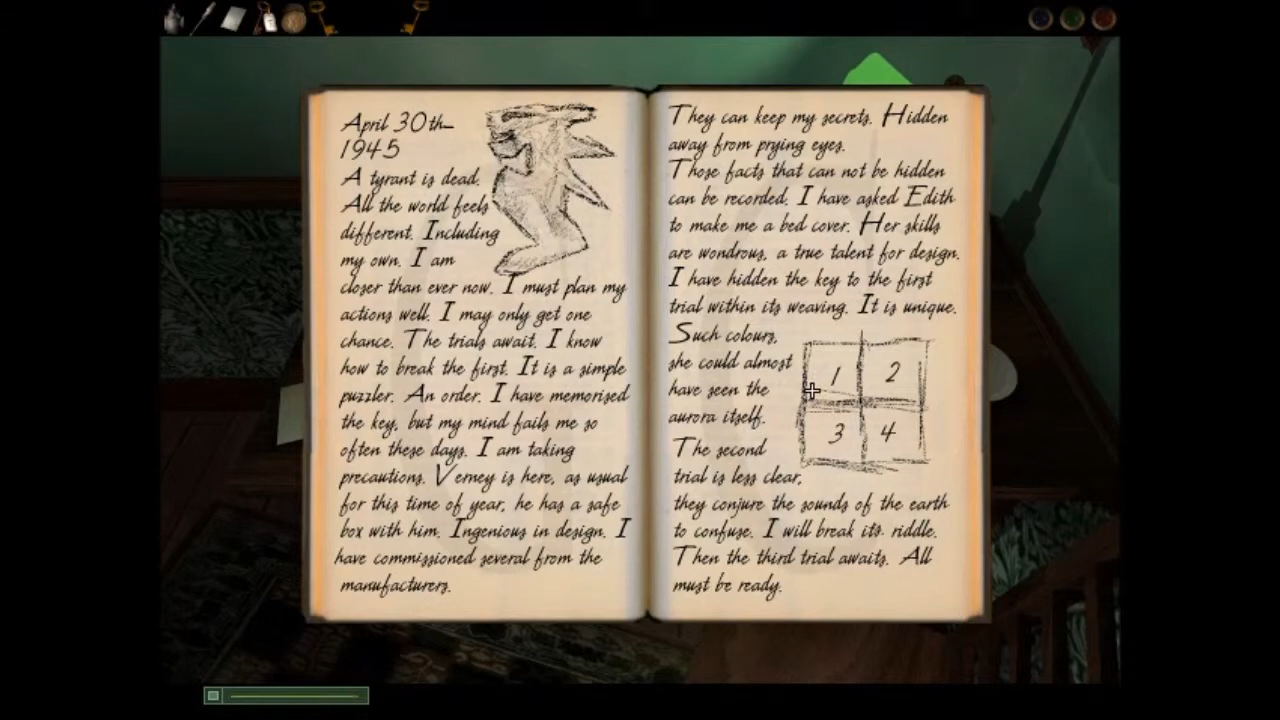 April 30th
1945
A tyrant is dead.
All the world feels
different. Including
my own. I am
closer than ever now. I must plan my
actions well. I may only get one
chance. The trials await. I know
how to break the first. It is a simple
puzzler. An order. I have memorised
the key, but my mind fails me so
often these days. I am taking
precautions. Verney is here, as usual
for this time of year, he has a safe
box with him. Ingenious in design. I
have commissioned several from the
manufacturers.
They can keep my secrets. Hidden
away from prying eyes.
Those facts that can not be hidden
can be recorded. I have asked Edith
to make me a bed cover. Her skills
are wondrous, a true talent for design.
I have hidden the key to the first
trial within its weaving. It is unique.
Such colours,
she could almost
have seen the
aurora itself.
1 2
3 4
The second
trial is less clear,
they conjure the sounds of the earth
to confuse. I will break its riddle.
Then the third trial awaits. All
must be ready.